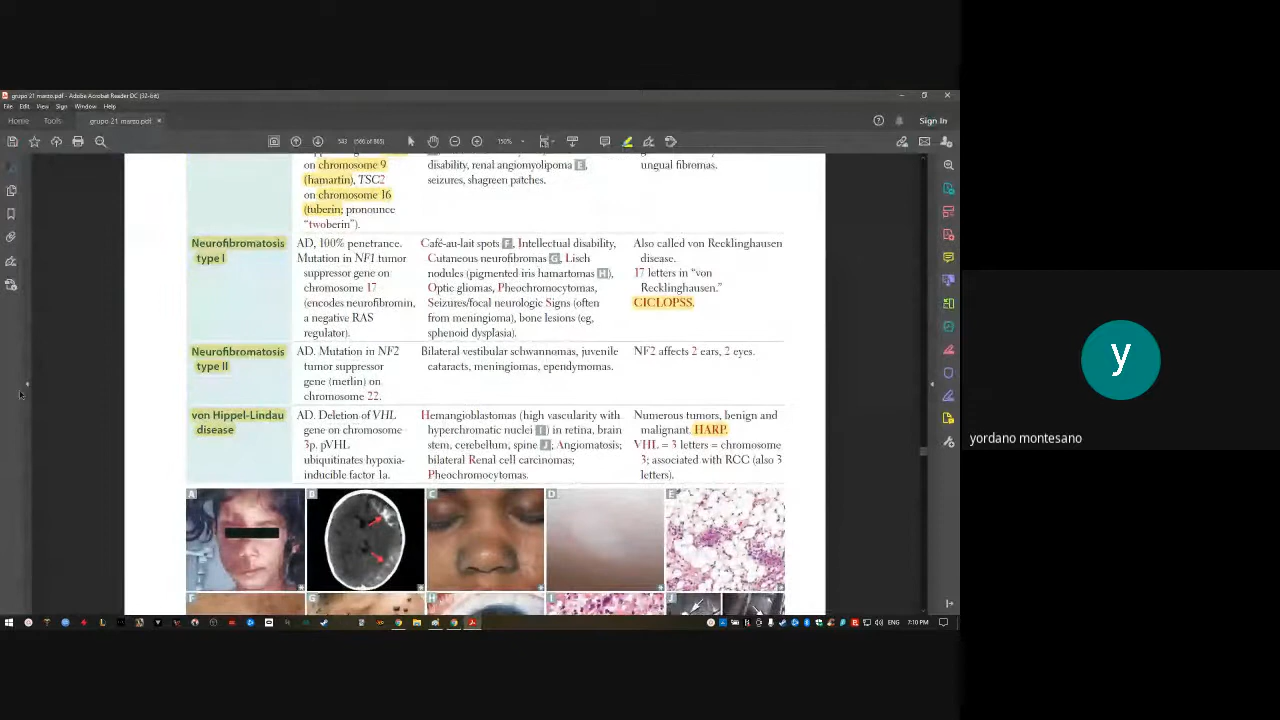 grupo 21 marzo.pdf - Adobe Acrobat Reader DC (32-bit)
File Edit View Sign Window Help
Home Tools grupo 21 marzo.pdf × Sign In
543 (566 of 865) 150%
on chromosome 9
(hamartin), TSC2
on chromosome 16
(tuberin; pronounce
“twoberin”).
disability, renal angiomyolipoma E,
seizures, shagreen patches.
ungual fibromas.
Neurofibromatosis
type I
AD, 100% penetrance.
Mutation in NF1 tumor
suppressor gene on
chromosome 17
(encodes neurofibromin,
a negative RAS
regulator).
Café-au-lait spots F, Intellectual disability,
Cutaneous neurofibromas G, Lisch
nodules (pigmented iris hamartomas H),
Optic gliomas, Pheochromocytomas,
Seizures/focal neurologic Signs (often
from meningioma), bone lesions (eg,
sphenoid dysplasia).
Also called von Recklinghausen
disease.
17 letters in “von
Recklinghausen.”
CICLOPSS.
Neurofibromatosis
type II
AD. Mutation in NF2
tumor suppressor
gene (merlin) on
chromosome 22.
Bilateral vestibular schwannomas, juvenile
cataracts, meningiomas, ependymomas.
NF2 affects 2 ears, 2 eyes.
von Hippel-Lindau
disease
AD. Deletion of VHL
gene on chromosome
3p. pVHL
ubiquitinates hypoxia-
inducible factor 1a.
Hemangioblastomas (high vascularity with
hyperchromatic nuclei I) in retina, brain
stem, cerebellum, spine J; Angiomatosis;
bilateral Renal cell carcinomas;
Pheochromocytomas.
Numerous tumors, benign and
malignant. HARP.
VHL = 3 letters = chromosome
3; associated with RCC (also 3
letters).
A B C D E
F G H I J
ENG 7:10 PM
y
yordano montesano